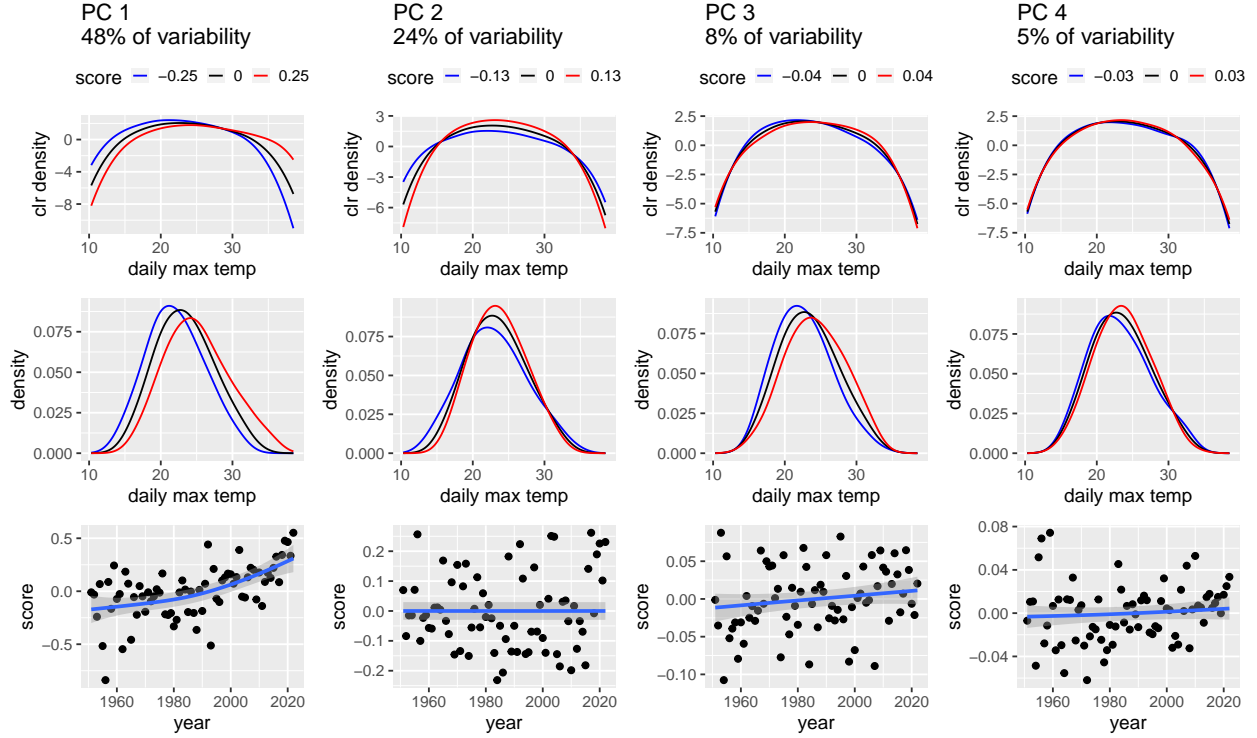 PC 1
48% of variability
PC 2
24% of variability
PC 3
8% of variability
PC 4
5% of variability
score −0.25 0 0.25
score −0.13 0 0.13
score −0.04 0 0.04
score −0.03 0 0.03
clr density
0
−4
−8
10 20 30
daily max temp
clr density
3
0
−3
−6
10 20 30
daily max temp
clr density
2.5
0.0
−2.5
−5.0
−7.5
10 20 30
daily max temp
clr density
2.5
0.0
−2.5
−5.0
−7.5
10 20 30
daily max temp
density
0.075
0.050
0.025
0.000
10 20 30
daily max temp
density
0.075
0.050
0.025
0.000
10 20 30
daily max temp
density
0.075
0.050
0.025
0.000
10 20 30
daily max temp
density
0.075
0.050
0.025
0.000
10 20 30
daily max temp
score
0.5
0.0
−0.5
1960 1980 2000 2020
year
score
0.2
0.1
0.0
−0.1
−0.2
1960 1980 2000 2020
year
score
0.05
0.00
−0.05
−0.10
1960 1980 2000 2020
year
score
0.08
0.04
0.00
−0.04
1960 1980 2000 2020
year